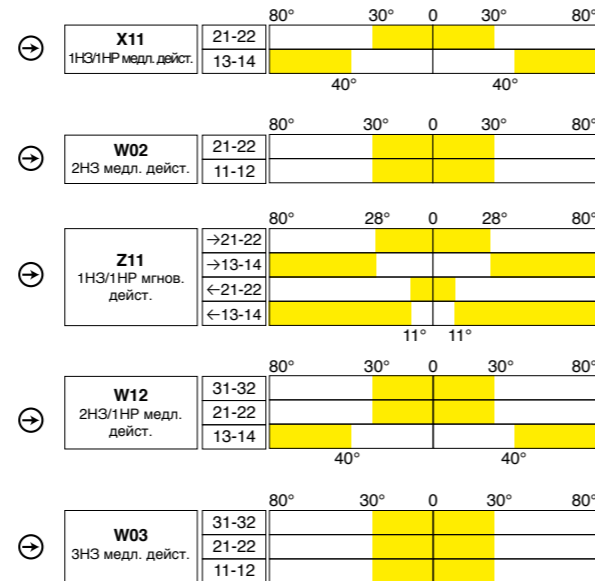 80° 30° 0 30° 80°
X11
1НЗ/1НР медл. дейст.
21-22
13-14
40° 40°
80° 30° 0 30° 80°
W02
2НЗ медл. дейст.
21-22
11-12
80° 28° 0 28° 80°
Z11
1НЗ/1НР мгнов.
дейст.
→21-22
→13-14
←21-22
←13-14
11° 11°
80° 30° 0 30° 80°
W12
2НЗ/1НР медл.
дейст.
31-32
21-22
13-14
40° 40°
80° 30° 0 30° 80°
W03
3НЗ медл. дейст.
31-32
21-22
11-12